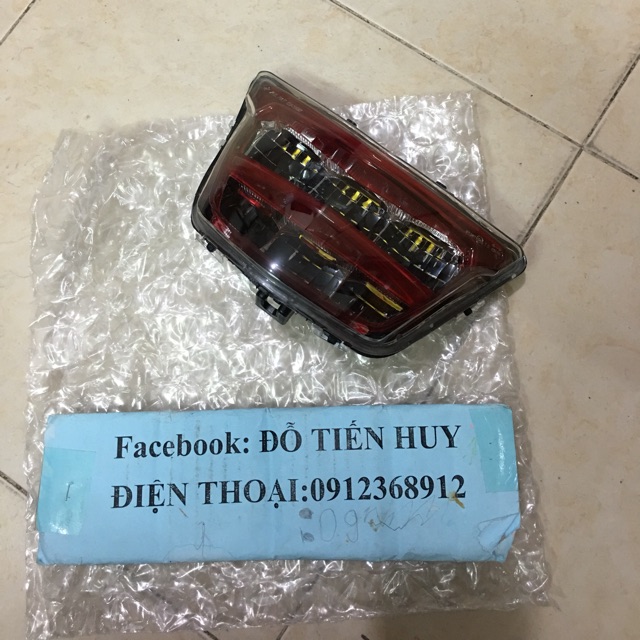 Facebook: ĐỖ TIẾN HUY
ĐIỆN THOẠI:0912368912